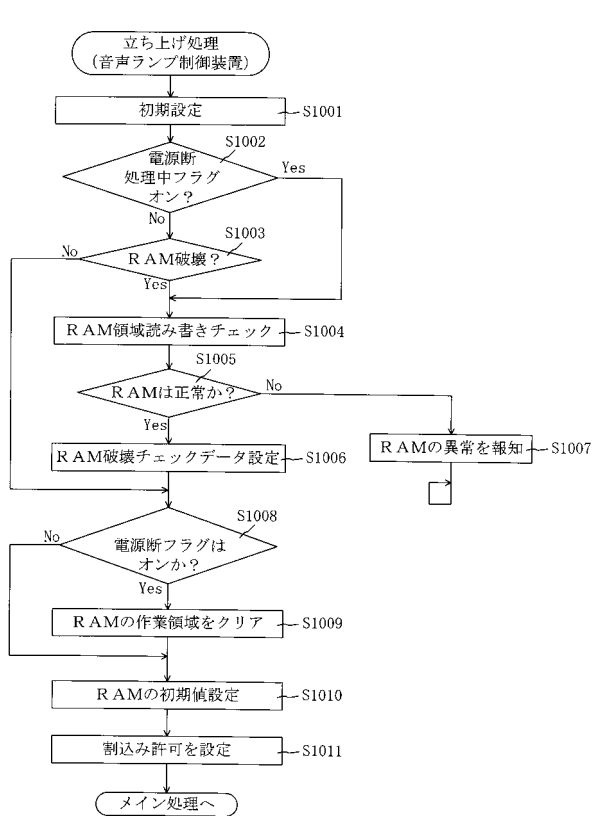 立ち上げ処理
(音声ランプ制御装置)
初期設定
S1001
S1002
電源断
処理中フラグ
オン？
Yes
No
S1003
RAM破壊？
No
Yes
RAM領域読み書きチェック
S1004
S1005
RAMは正常か？
No
Yes
RAM破壊チェックデータ設定
S1006
RAMの異常を報知
S1007
S1008
電源断フラグは
オンか？
No
Yes
RAMの作業領域をクリア
S1009
RAMの初期値設定
S1010
割込み許可を設定
S1011
メイン処理へ